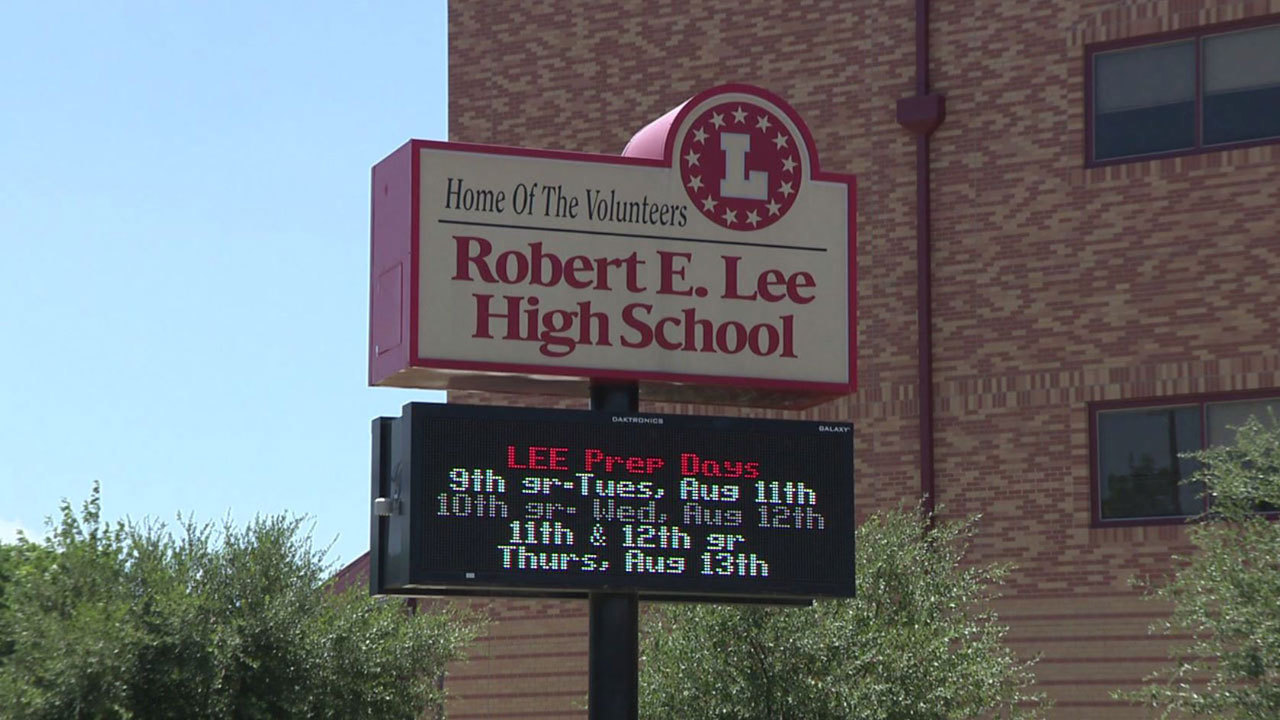 L
Home Of The Volunteers
Robert E. Lee
High School
DAKTRONICS
GALAXY
LEE Prep Days
9th gr-Tues, Aug 11th
10th gr- Wed, Aug 12th
11th & 12th gr
Thurs, Aug 13th